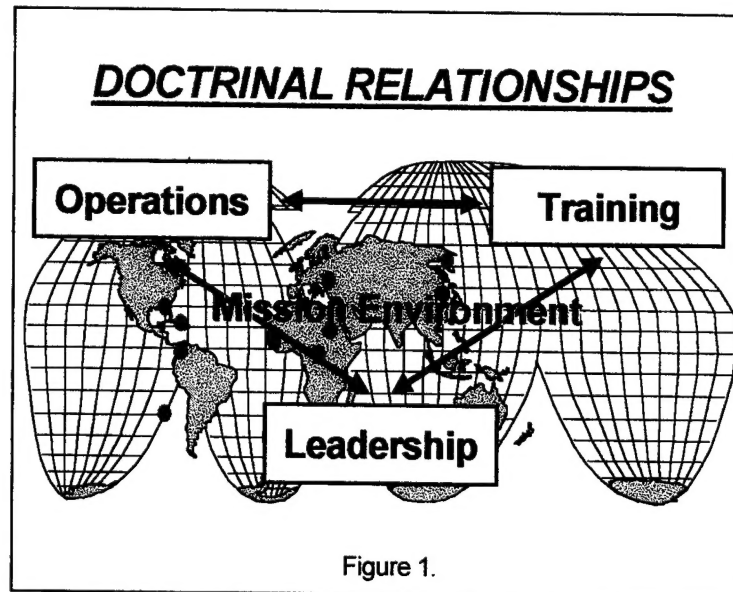 DOCTRINAL RELATIONSHIPS
Operations
Training
Mission Environment
Leadership
Figure 1.